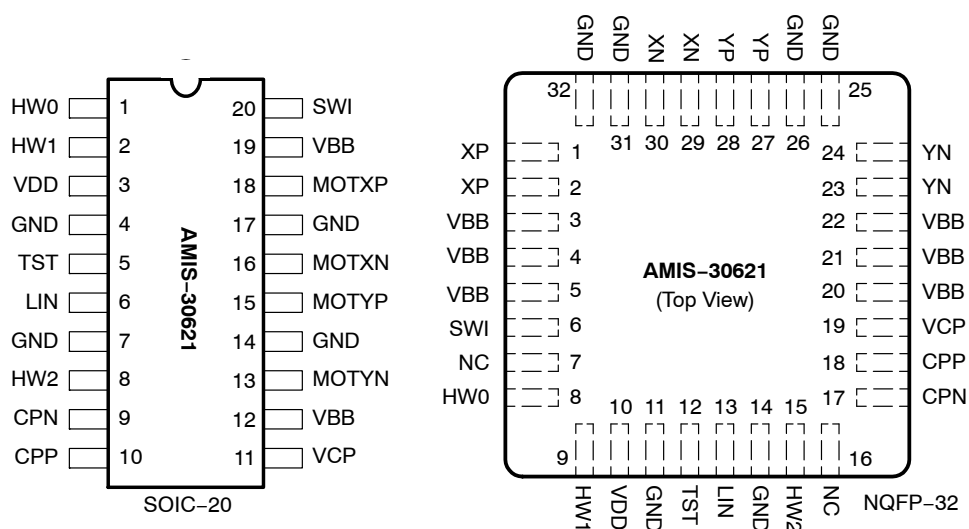 HW0 1 20 SWI
HW1 2 19 VBB
VDD 3 18 MOTXP
GND 4 17 GND
TST 5 16 MOTXN
LIN 6 15 MOTYP
GND 7 14 GND
HW2 8 13 MOTYN
CPN 9 12 VBB
CPP 10 11 VCP
AMIS−30621
SOIC−20
GND GND XN XN YP YP GND GND
32 31 30 29 28 27 26 25
XP 1 24 YN
XP 2 23 YN
VBB 3 22 VBB
VBB 4 21 VBB
VBB 5 20 VBB
SWI 6 19 VCP
NC 7 18 CPP
HW0 8 17 CPN
AMIS−30621
(Top View)
9 10 11 12 13 14 15 16
HW1 VDD GND TST LIN GND HW2 NC
NQFP−32